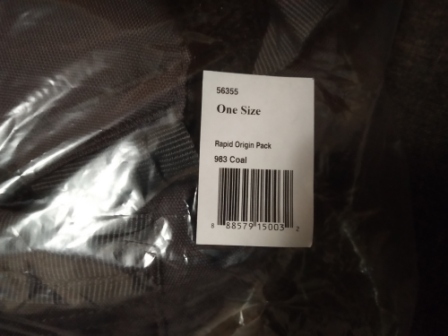 56355
One Size
Rapid Origin Pack
983 Coal
8 88579 15003 2